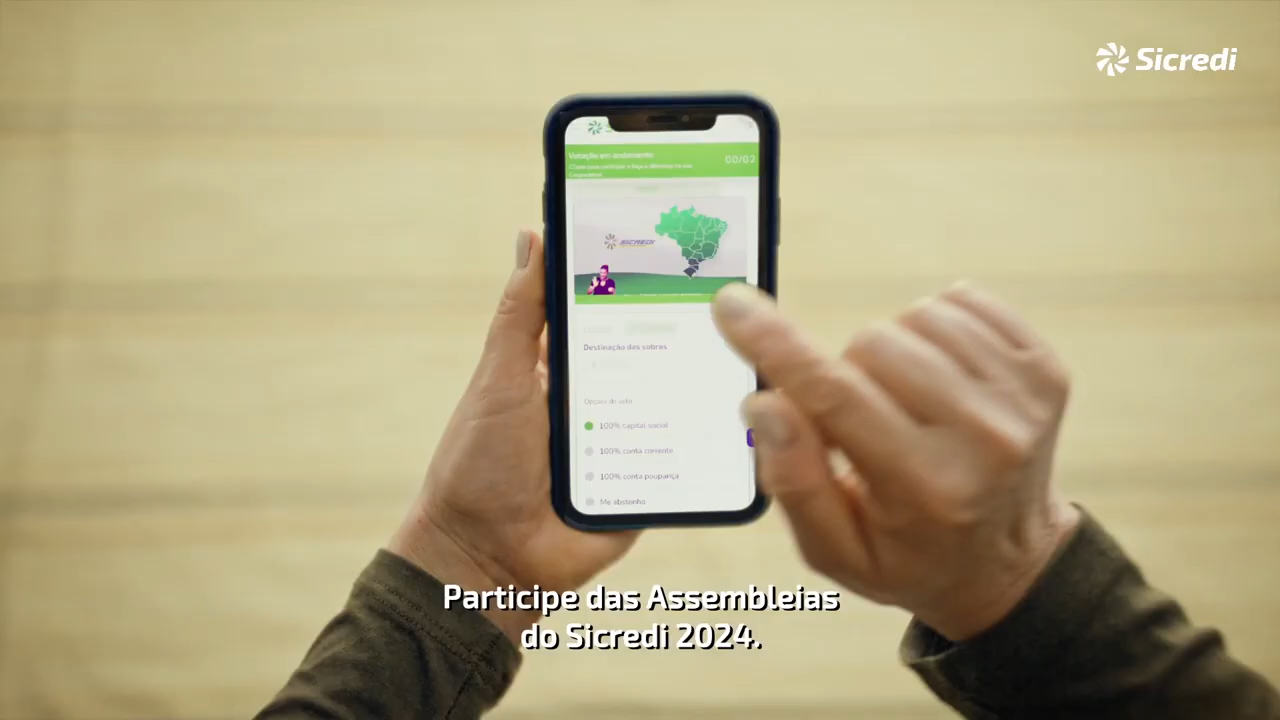 Sicredi
Votação em andamento
00/02
SICREDI
Destinação das sobras
Opções de voto
100% capital social
100% conta corrente
100% conta poupança
Me abstenho
Participe das Assembleias
do Sicredi 2024.